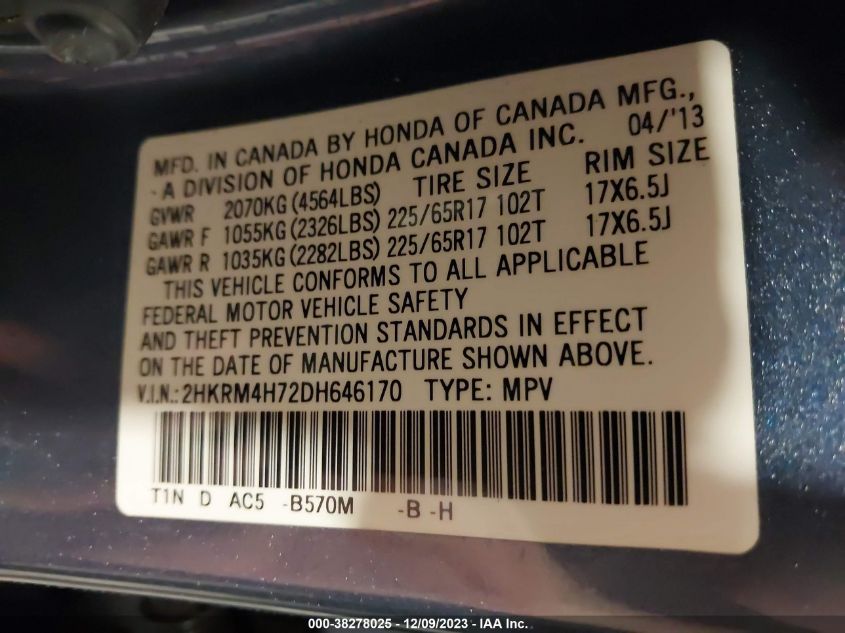 MFD. IN CANADA BY HONDA OF CANADA MFG.,
- A DIVISION OF HONDA CANADA INC. 04/'13
GVWR 2070KG (4564LBS) TIRE SIZE RIM SIZE
GAWR F 1055KG (2326LBS) 225/65R17 102T 17X6.5J
GAWR R 1035KG (2282LBS) 225/65R17 102T 17X6.5J
THIS VEHICLE CONFORMS TO ALL APPLICABLE
FEDERAL MOTOR VEHICLE SAFETY
AND THEFT PREVENTION STANDARDS IN EFFECT
ON THE DATE OF MANUFACTURE SHOWN ABOVE.
V.I.N.: 2HKRM4H72DH646170 TYPE: MPV
T1N D AC5 -B570M -B -H
000-38278025 - 12/09/2023 - IAA Inc.